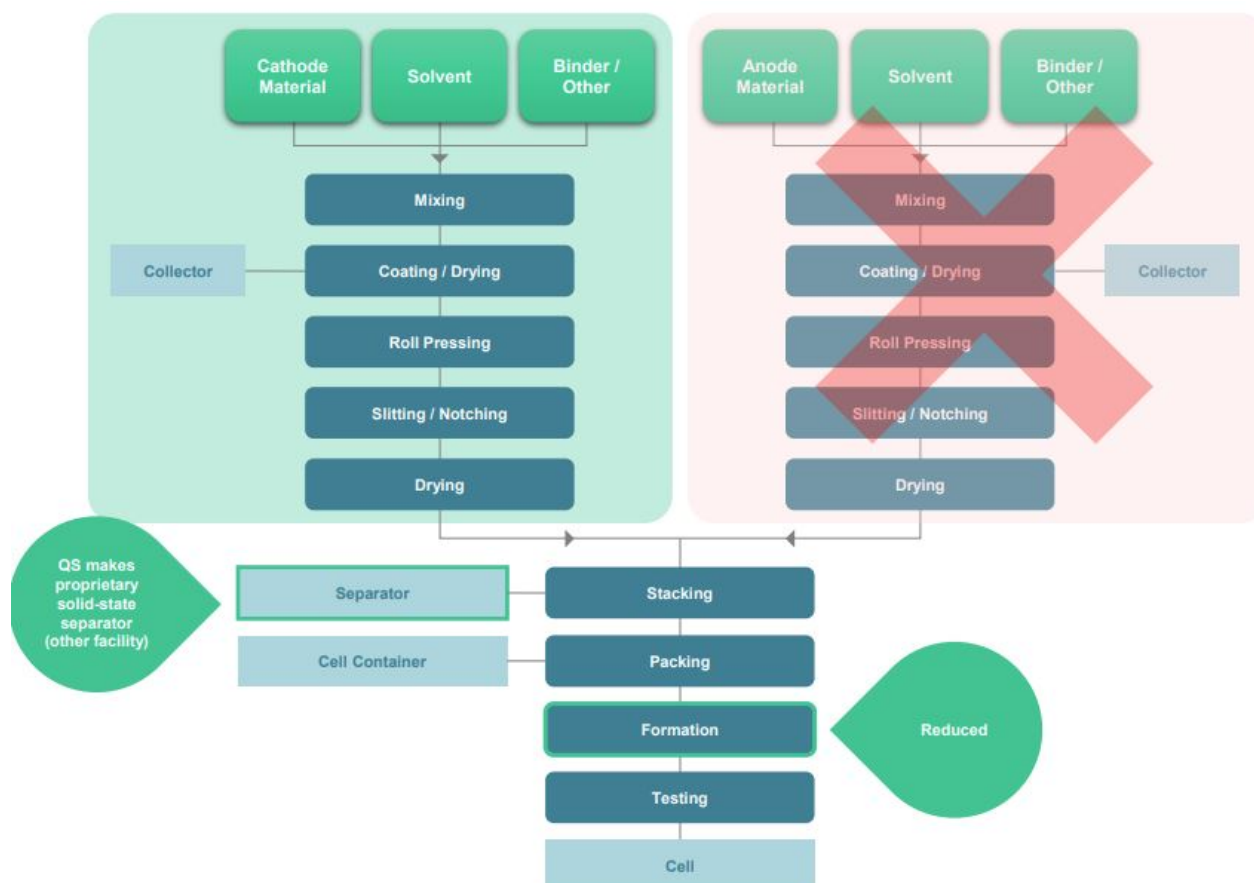 Cathode
Material
Solvent
Binder /
Other
Anode
Material
Solvent
Binder /
Other
Mixing
Mixing
Collector
Coating / Drying
Coating / Drying
Collector
Roll Pressing
Roll Pressing
Slitting / Notching
Slitting / Notching
Drying
Drying
QS makes
proprietary
solid-state
separator
(other facility)
Separator
Stacking
Cell Container
Packing
Formation
Reduced
Testing
Cell